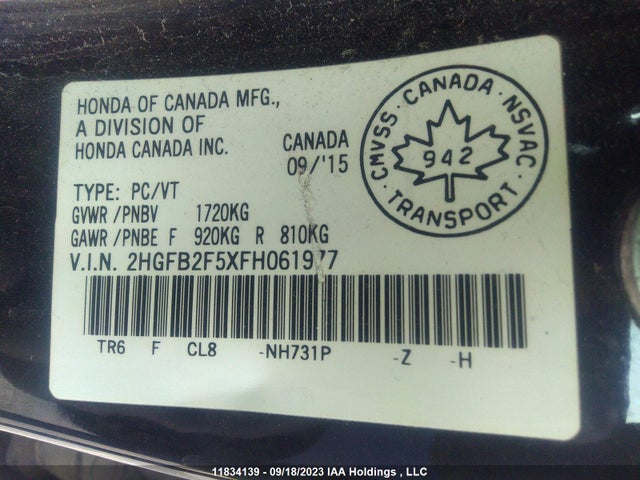 HONDA OF CANADA MFG.,
A DIVISION OF
HONDA CANADA INC.
CANADA
09/'15
CMVSS · CANADA · NSVAC · TRANSPORT ·
942
TYPE: PC/VT
GVWR /PNBV 1720KG
GAWR /PNBE F 920KG R 810KG
V.I.N. 2HGFB2F5XFH061977
TR6 F CL8 -NH731P -Z -H
11834139 - 09/18/2023 IAA Holdings , LLC